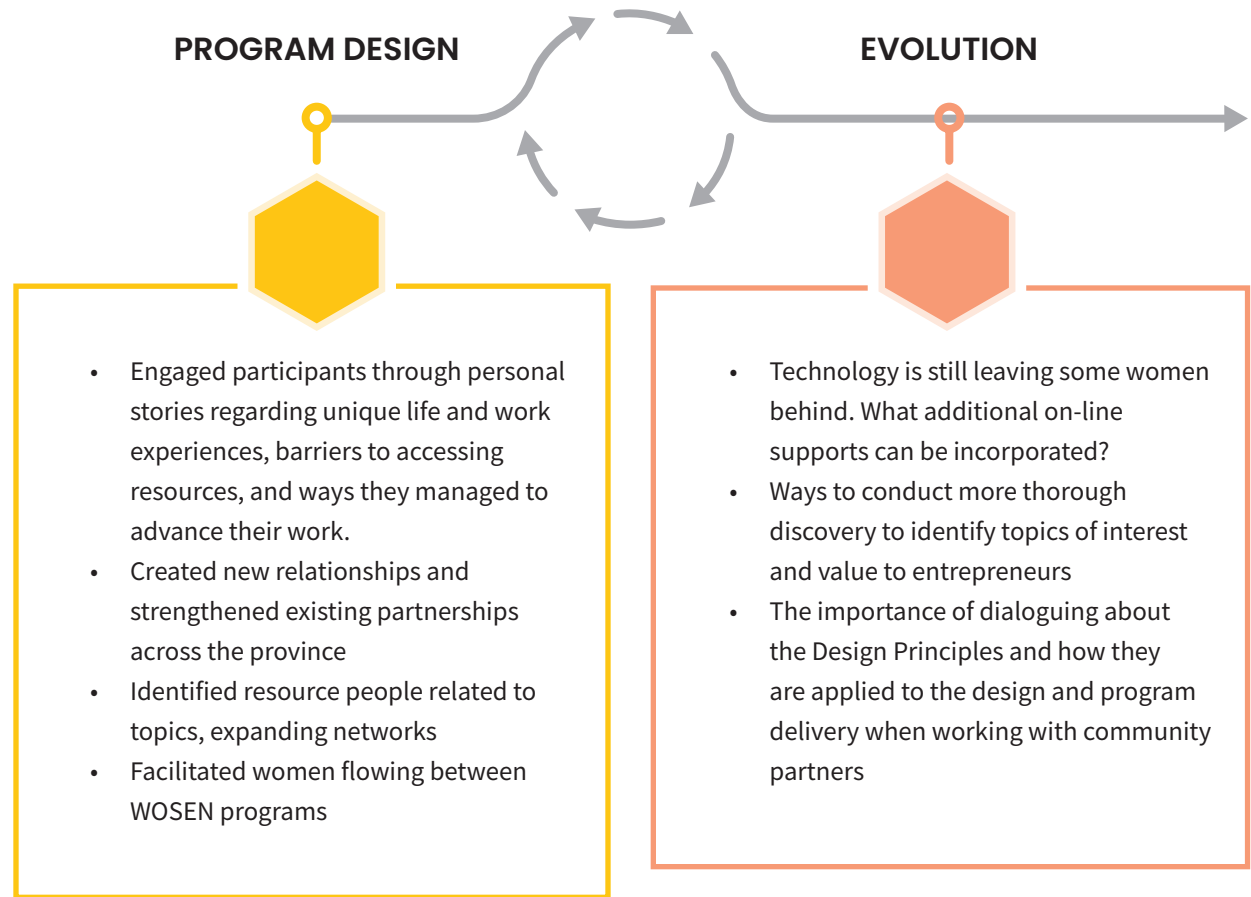 PROGRAM DESIGN
• Engaged participants through personal
stories regarding unique life and work
experiences, barriers to accessing
resources, and ways they managed to
advance their work.
• Created new relationships and
strengthened existing partnerships
across the province
• Identified resource people related to
topics, expanding networks
• Facilitated women flowing between
WOSEN programs
EVOLUTION
• Technology is still leaving some women
behind. What additional on-line
supports can be incorporated?
• Ways to conduct more thorough
discovery to identify topics of interest
and value to entrepreneurs
• The importance of dialoguing about
the Design Principles and how they
are applied to the design and program
delivery when working with community
partners